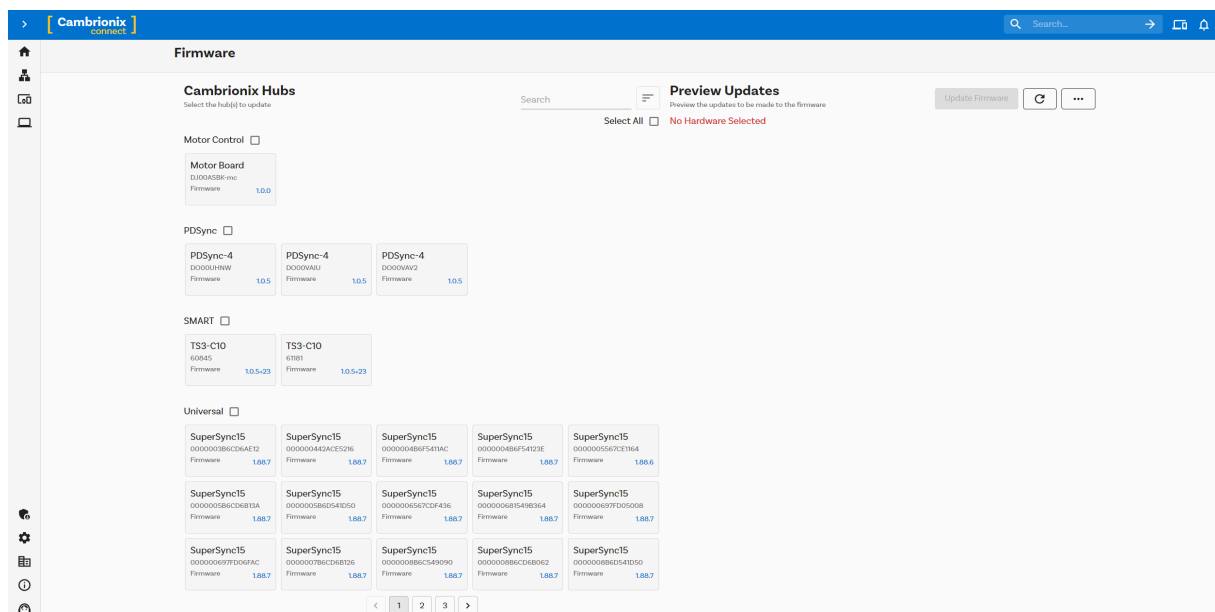 [ Cambrionix ]
connect
Search...
Firmware
Cambrionix Hubs
Select the hub(s) to update
Search
Select All
Preview Updates
Preview the updates to be made to the firmware
No Hardware Selected
Update Firmware
...
Motor Control
Motor Board
DJ00ASBK-mc
Firmware 1.0.0
PDSync
PDSync-4 PDSync-4 PDSync-4
DO00UHNW DO00VAIU DO00VAV2
Firmware 1.0.5 Firmware 1.0.5 Firmware 1.0.5
SMART
TS3-C10 TS3-C10
60845 61181
Firmware 1.0.5+23 Firmware 1.0.5+23
Universal
SuperSync15 SuperSync15 SuperSync15 SuperSync15 SuperSync15
0000003B6CD6AE12 000000442ACE5216 0000004B6F5411AC 0000004B6F54123E 0000005567CE1164
Firmware 1.88.7 Firmware 1.88.7 Firmware 1.88.7 Firmware 1.88.7 Firmware 1.88.6
SuperSync15 SuperSync15 SuperSync15 SuperSync15 SuperSync15
0000005B6CD6B13A 0000005B6D541D50 0000006567CDF436 000000681549B364 000000697FD05008
Firmware 1.88.7 Firmware 1.88.7 Firmware 1.88.7 Firmware 1.88.7 Firmware 1.88.7
SuperSync15 SuperSync15 SuperSync15 SuperSync15 SuperSync15
000000697FD06FAC 0000007B6CD6B126 0000008B6C549090 0000008B6CD6B062 0000008B6D541D50
Firmware 1.88.7 Firmware 1.88.7 Firmware 1.88.7 Firmware 1.88.7 Firmware 1.88.7
< 1 2 3 >